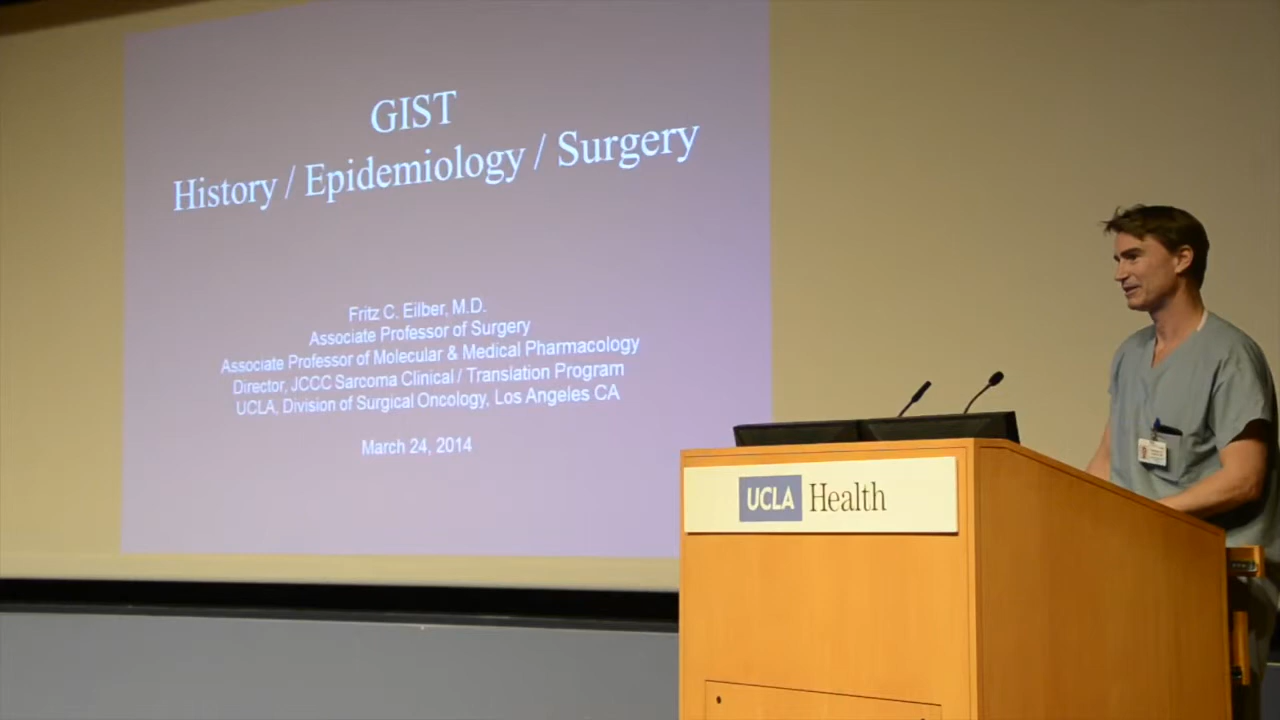 GIST
History / Epidemiology / Surgery
Fritz C. Eilber, M.D.
Associate Professor of Surgery
Associate Professor of Molecular & Medical Pharmacology
Director, JCCC Sarcoma Clinical / Translation Program
UCLA, Division of Surgical Oncology, Los Angeles CA
March 24, 2014
UCLA Health